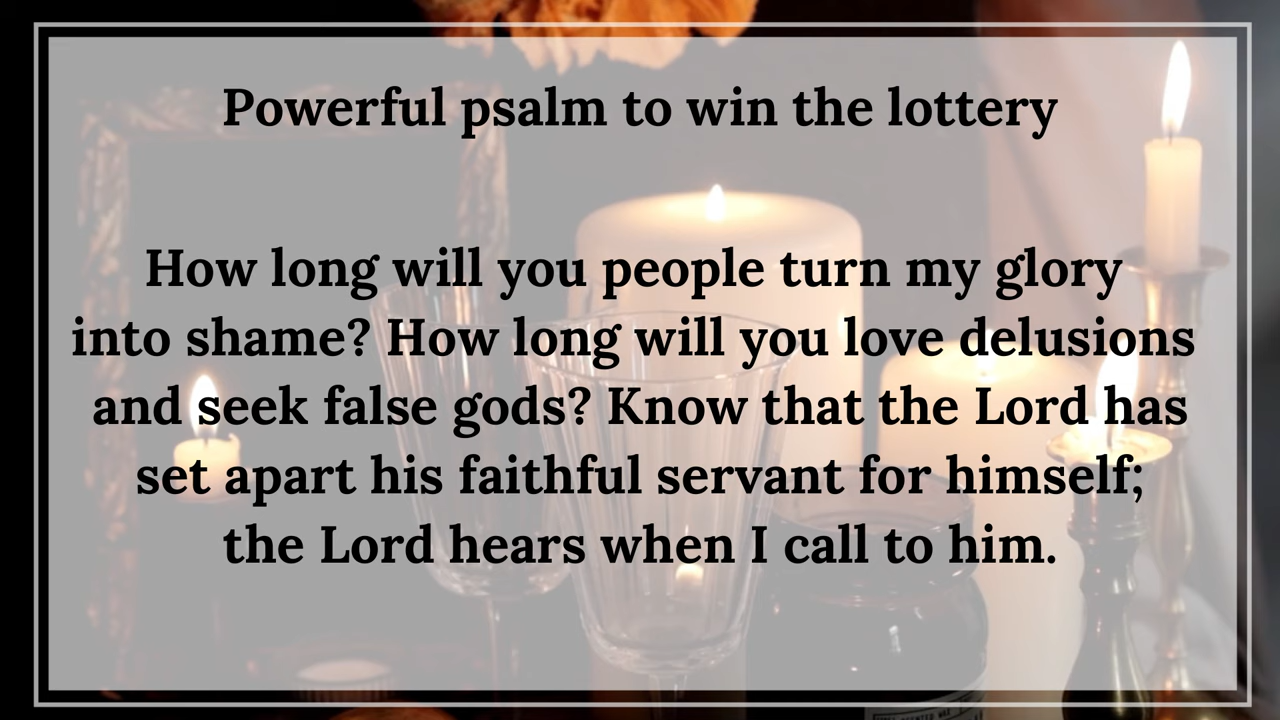 Powerful psalm to win the lottery
How long will you people turn my glory
into shame? How long will you love delusions
and seek false gods? Know that the Lord has
set apart his faithful servant for himself;
the Lord hears when I call to him.